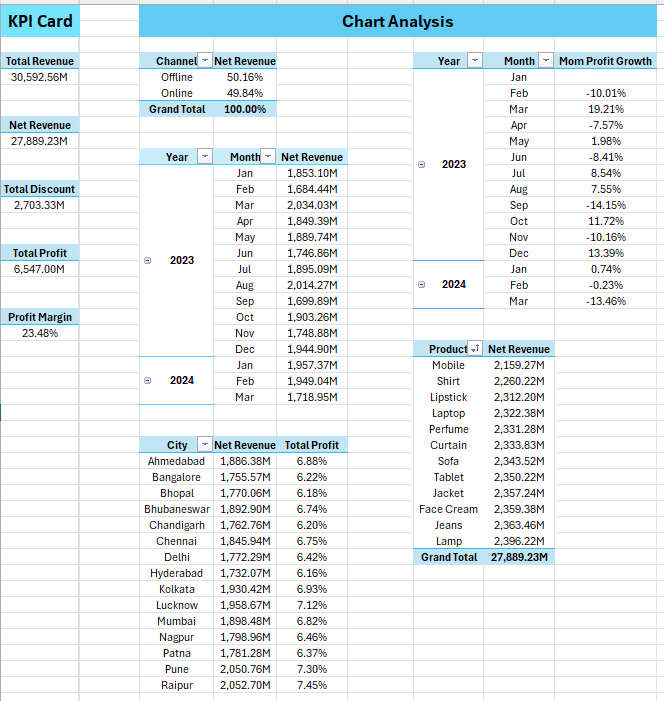 KPI Card
Chart Analysis
Total Revenue
30,592.56M
Net Revenue
27,889.23M
Total Discount
2,703.33M
Total Profit
6,547.00M
Profit Margin
23.48%
Channel Net Revenue
Offline 50.16%
Online 49.84%
Grand Total 100.00%
Year Month Net Revenue
2023
Jan 1,853.10M
Feb 1,684.44M
Mar 2,034.03M
Apr 1,849.39M
May 1,889.74M
Jun 1,746.86M
Jul 1,895.09M
Aug 2,014.27M
Sep 1,699.89M
Oct 1,903.26M
Nov 1,748.88M
Dec 1,944.90M
2024
Jan 1,957.37M
Feb 1,949.04M
Mar 1,718.95M
City Net Revenue Total Profit
Ahmedabad 1,886.38M 6.88%
Bangalore 1,755.57M 6.22%
Bhopal 1,770.06M 6.18%
Bhubaneswar 1,892.90M 6.74%
Chandigarh 1,762.76M 6.20%
Chennai 1,845.94M 6.75%
Delhi 1,772.29M 6.42%
Hyderabad 1,732.07M 6.16%
Kolkata 1,930.42M 6.93%
Lucknow 1,958.67M 7.12%
Mumbai 1,898.48M 6.82%
Nagpur 1,798.96M 6.46%
Patna 1,781.28M 6.37%
Pune 2,050.76M 7.30%
Raipur 2,052.70M 7.45%
Year Month Mom Profit Growth
2023
Jan
Feb -10.01%
Mar 19.21%
Apr -7.57%
May 1.98%
Jun -8.41%
Jul 8.54%
Aug 7.55%
Sep -14.15%
Oct 11.72%
Nov -10.16%
Dec 13.39%
2024
Jan 0.74%
Feb -0.23%
Mar -13.46%
Product Net Revenue
Mobile 2,159.27M
Shirt 2,260.22M
Lipstick 2,312.20M
Laptop 2,322.38M
Perfume 2,331.28M
Curtain 2,333.83M
Sofa 2,343.52M
Tablet 2,350.22M
Jacket 2,357.24M
Face Cream 2,359.38M
Jeans 2,363.46M
Lamp 2,396.22M
Grand Total 27,889.23M